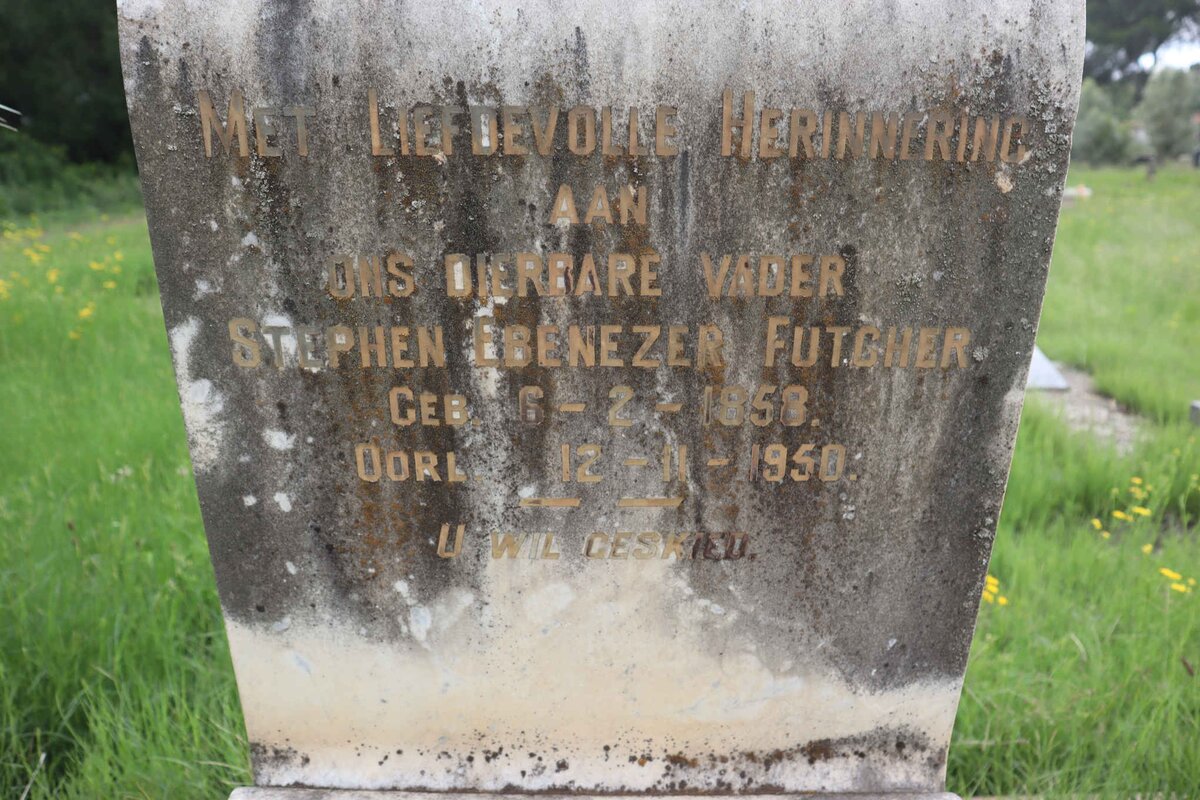 MET LIEFDEVOLLE HERINNERING
AAN
ONS DIERBARE VADER
STEPHEN EBENEZER FUTCHER
GEB. 6-2-1858.
OORL. 12-11-1950.
U WIL GESKIED.